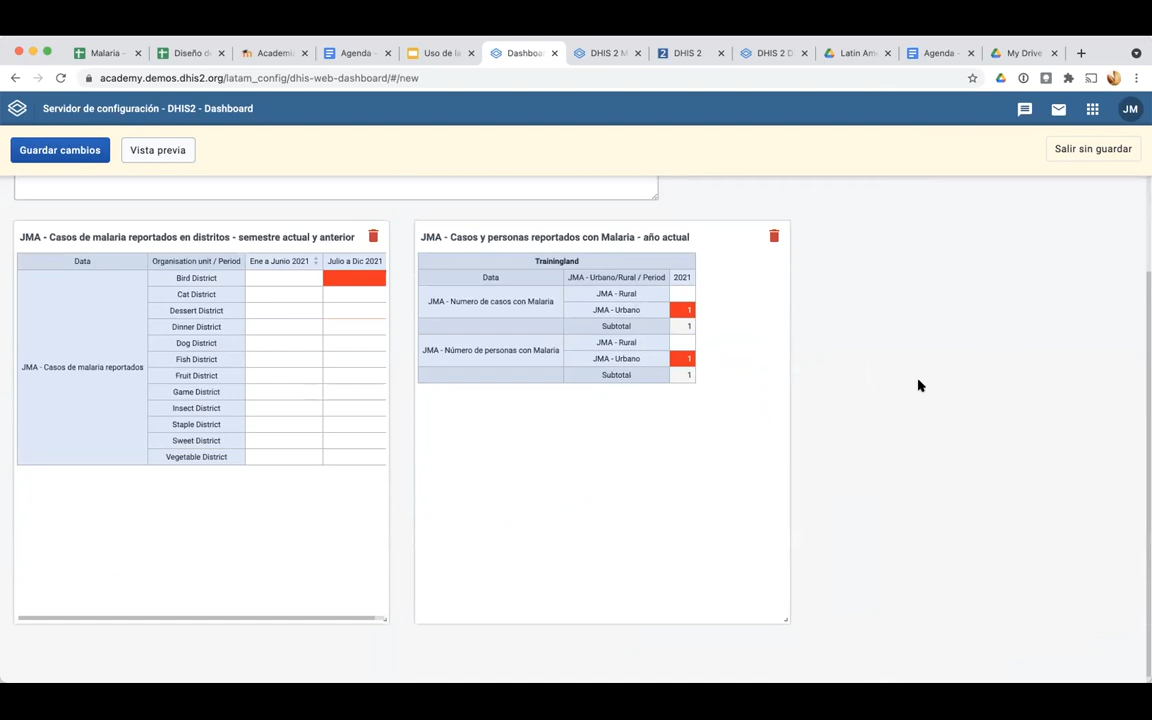 Malaria -
Diseño d
Academi
Agenda -
Uso de la
Dashboa
DHIS 2 M
DHIS 2
DHIS 2 D
Latin Am
Agenda -
My Drive
academy.demos.dhis2.org/latam_config/dhis-web-dashboard/#/new
Servidor de configuración - DHIS2 - Dashboard
JM
Guardar cambios
Vista previa
Salir sin guardar
JMA - Casos de malaria reportados en distritos - semestre actual y anterior
Data
Organisation unit / Period
Ene a Junio 2021
Julio a Dic 2021
JMA - Casos de malaria reportados
Bird District
Cat District
Dessert District
Dinner District
Dog District
Fish District
Fruit District
Game District
Insect District
Staple District
Sweet District
Vegetable District
JMA - Casos y personas reportados con Malaria - año actual
Trainingland
Data
JMA - Urbano/Rural / Period
2021
JMA - Numero de casos con Malaria
JMA - Rural
JMA - Urbano
1
Subtotal
1
JMA - Número de personas con Malaria
JMA - Rural
JMA - Urbano
1
Subtotal
1